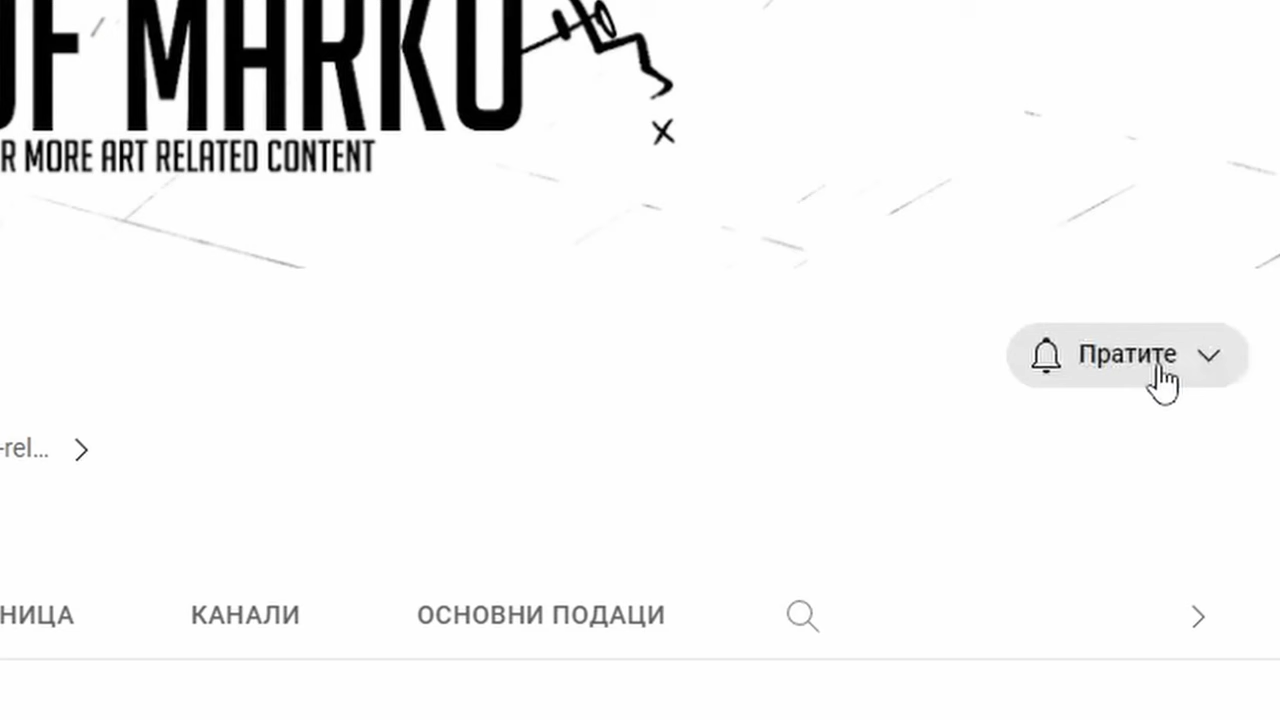 OF MARKO
R MORE ART RELATED CONTENT
Пратите
-rel...
НИЦА КАНАЛИ ОСНОВНИ ПОДАЦИ